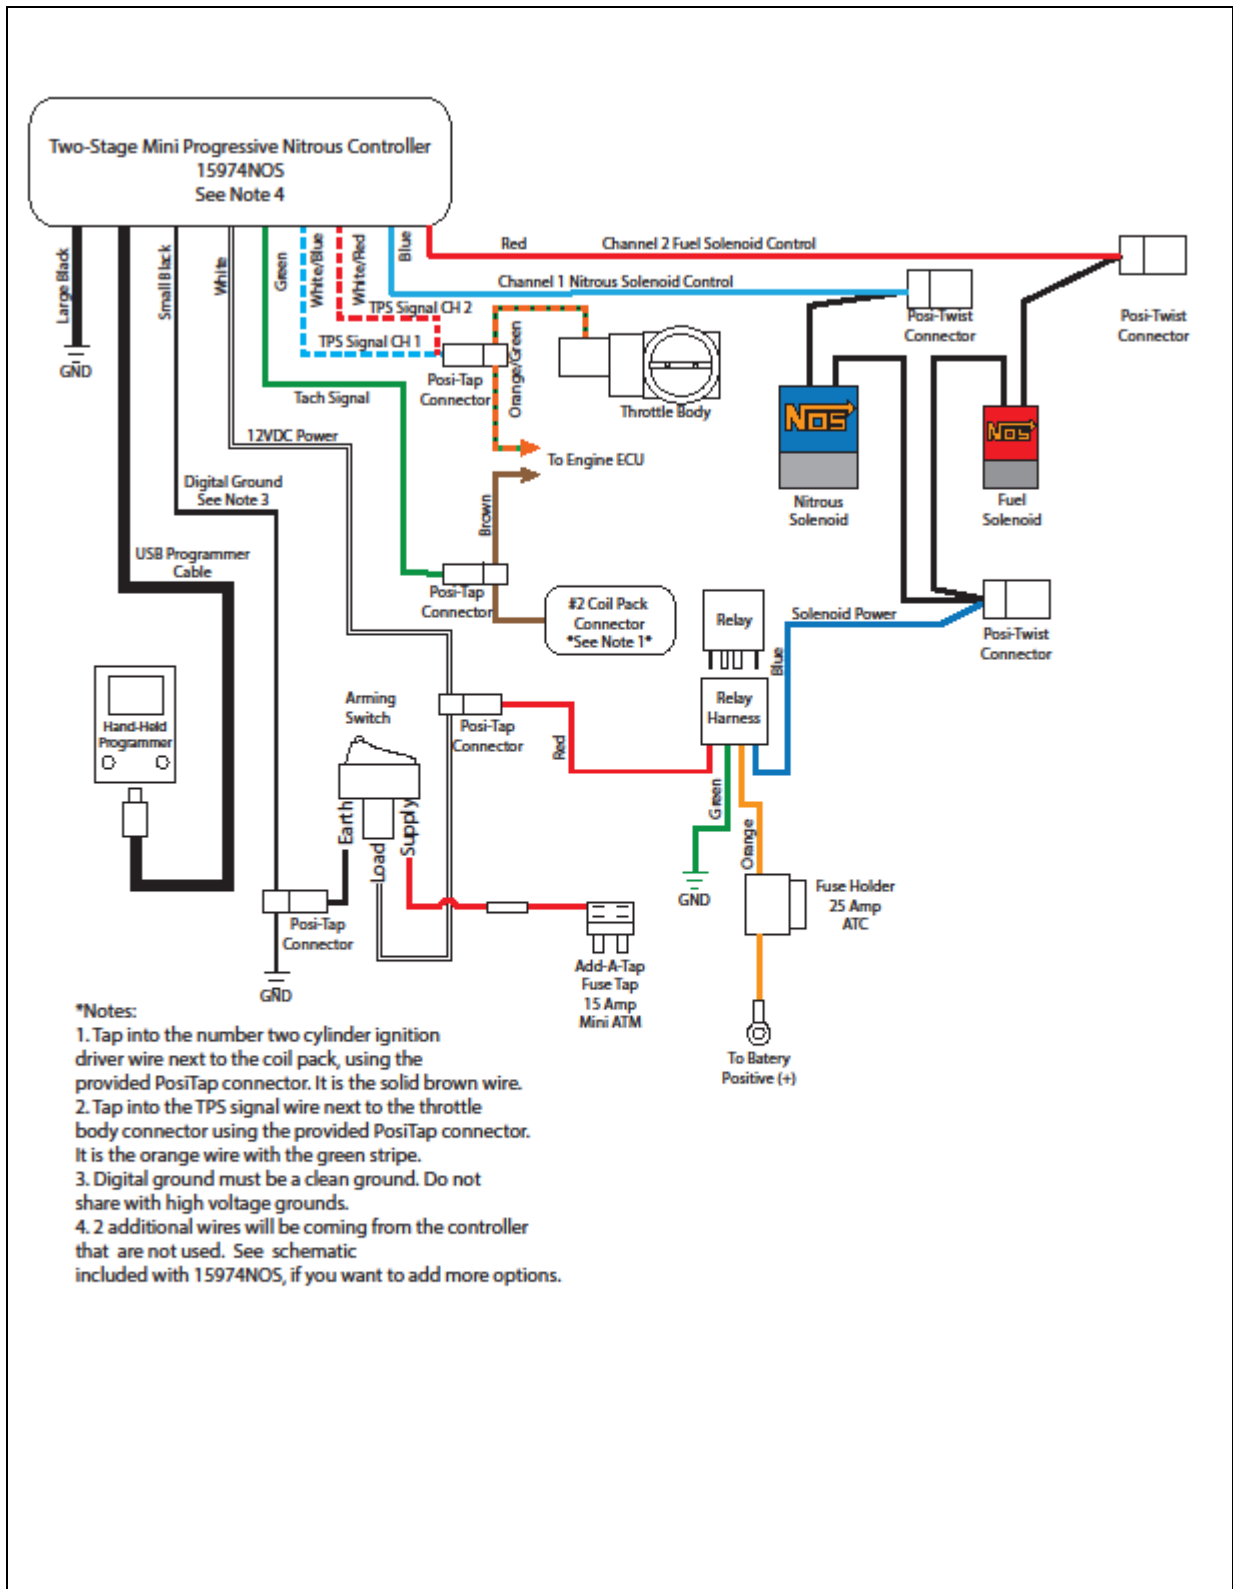 Two-Stage Mini Progressive Nitrous Controller
15974NOS
See Note 4
Large Black
Small Black
White
Green
White/Blue
White/Red
Blue
Red
Channel 2 Fuel Solenoid Control
Channel 1 Nitrous Solenoid Control
TPS Signal CH 2
TPS Signal CH 1
GND
Posi-Tap
Connector
Orange/Green
Throttle Body
Posi-Twist
Connector
Posi-Twist
Connector
Tach Signal
12VDC Power
To Engine ECU
NOS
NOS
Digital Ground
See Note 3
Brown
Nitrous
Solenoid
Fuel
Solenoid
USB Programmer
Cable
Posi-Tap
Connector
#2 Coil Pack
Connector
*See Note 1*
Relay
Solenoid Power
Posi-Twist
Connector
Blue
Relay
Harness
Arming
Switch
Posi-Tap
Connector
Red
Hand-Held
Programmer
Green
Orange
Earth
Load
Supply
GND
Fuse Holder
25 Amp
ATC
Posi-Tap
Connector
GND
Add-A-Tap
Fuse Tap
15 Amp
Mini ATM
To Batery
Positive (+)
*Notes:
1. Tap into the number two cylinder ignition
driver wire next to the coil pack, using the
provided PosiTap connector. It is the solid brown wire.
2. Tap into the TPS signal wire next to the throttle
body connector using the provided PosiTap connector.
It is the orange wire with the green stripe.
3. Digital ground must be a clean ground. Do not
share with high voltage grounds.
4. 2 additional wires will be coming from the controller
that are not used. See schematic
included with 15974NOS, if you want to add more options.